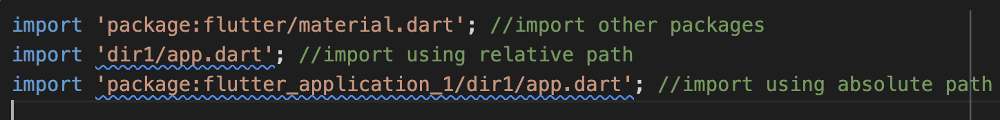 import 'package:flutter/material.dart'; //import other packages
import 'dir1/app.dart'; //import using relative path
import 'package:flutter_application_1/dir1/app.dart'; //import using absolute path